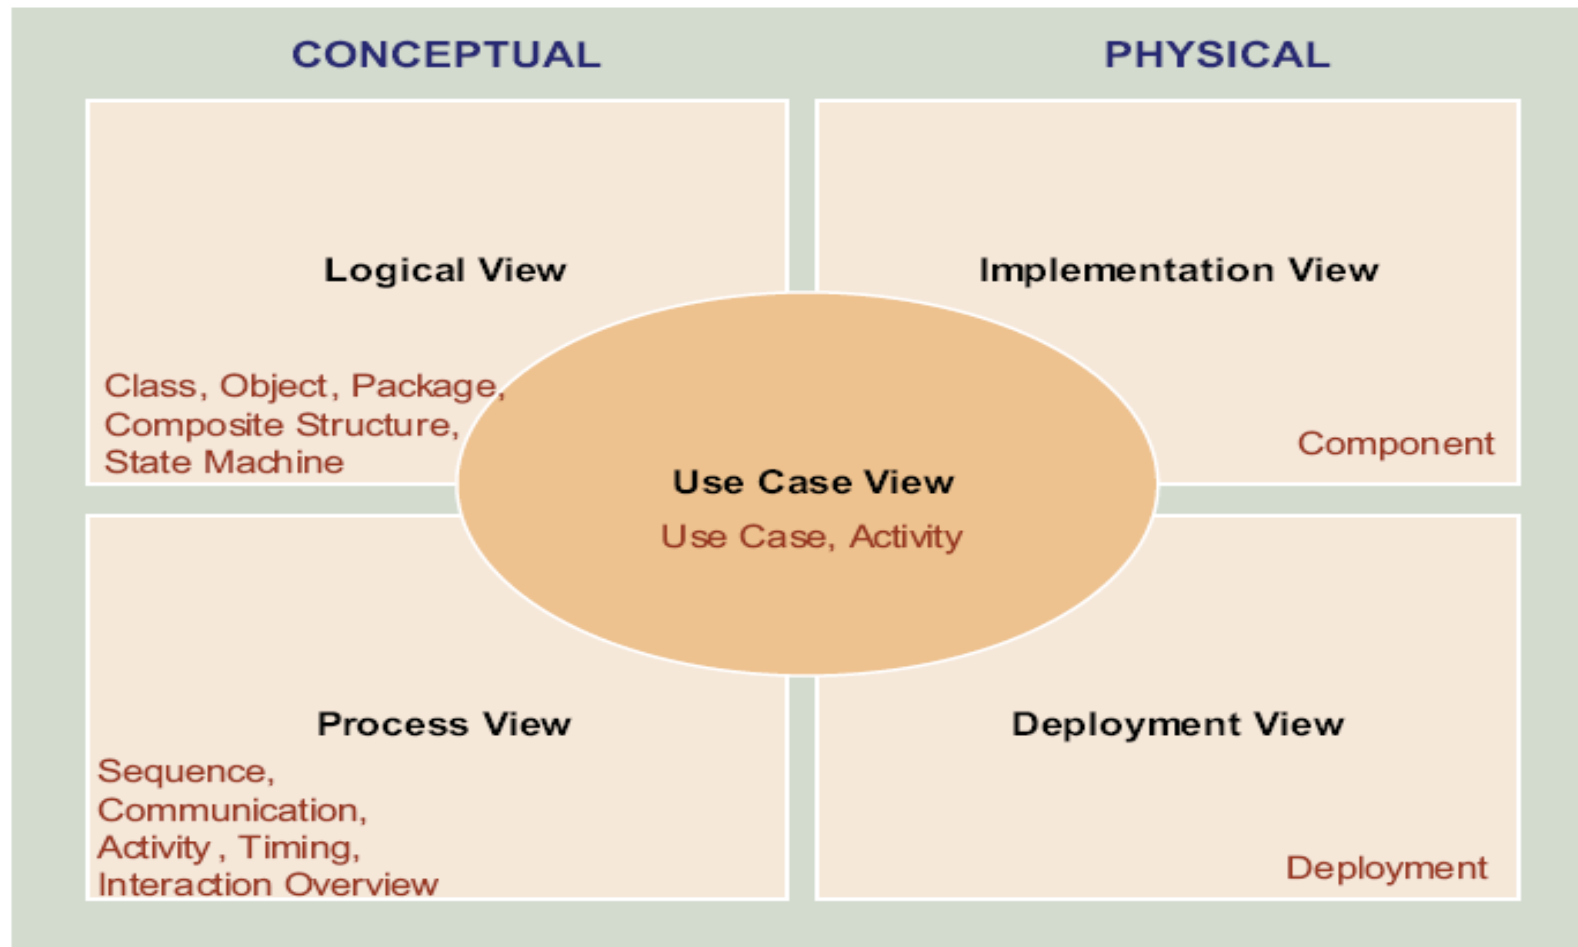 CONCEPTUAL
PHYSICAL
Logical View
Class, Object, Package,
Composite Structure,
State Machine
Implementation View
Component
Use Case View
Use Case, Activity
Process View
Sequence,
Communication,
Activity, Timing,
Interaction Overview
Deployment View
Deployment